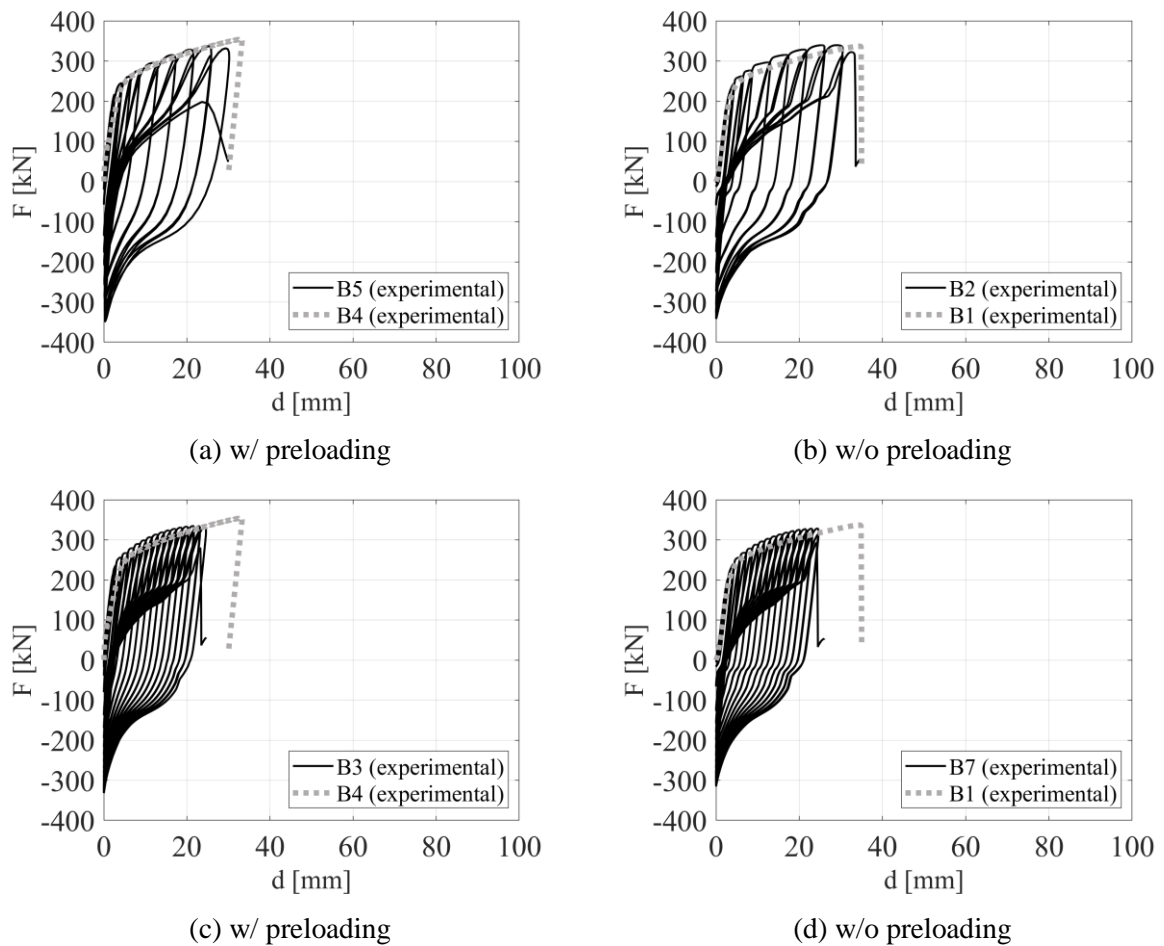 400
300
200
100
0
-100
-200
-300
-400
F [kN]
0 20 40 60 80 100
d [mm]
B5 (experimental)
B4 (experimental)
(a) w/ preloading
400
300
200
100
0
-100
-200
-300
-400
F [kN]
0 20 40 60 80 100
d [mm]
B2 (experimental)
B1 (experimental)
(b) w/o preloading
400
300
200
100
0
-100
-200
-300
-400
F [kN]
0 20 40 60 80 100
d [mm]
B3 (experimental)
B4 (experimental)
(c) w/ preloading
400
300
200
100
0
-100
-200
-300
-400
F [kN]
0 20 40 60 80 100
d [mm]
B7 (experimental)
B1 (experimental)
(d) w/o preloading